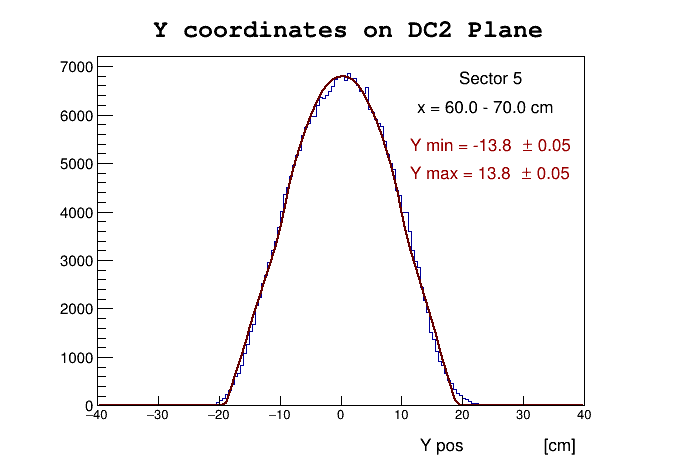 Y coordinates on DC2 Plane
Sector 5
x = 60.0 - 70.0 cm
Y min = -13.8 ± 0.05
Y max = 13.8 ± 0.05
7000
6000
5000
4000
3000
2000
1000
0
−40 −30 −20 −10 0 10 20 30 40
Y pos [cm]